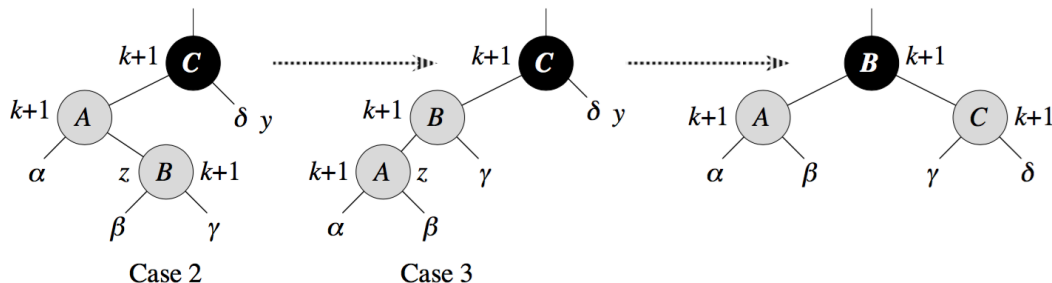 k+1 C k+1 C B k+1
k+1 A δ y k+1 B δ y k+1 A C k+1
α z B k+1 k+1 A z γ α β γ δ
β γ α β
Case 2 Case 3